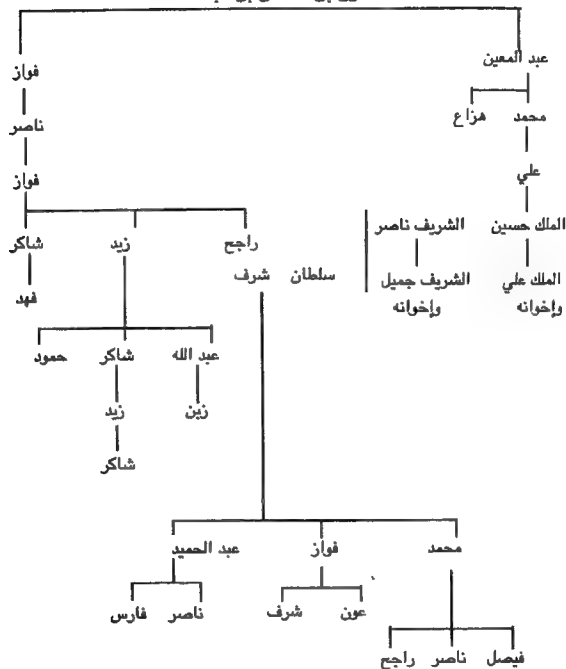 عبد المعين فواز
محمد هزاع
ناصر
علي
فواز
الملك حسين الشريف ناصر راجح زيد شاكر
سلطان شرف
الملك علي الشريف جميل فهد
وإخوانه وإخوانه
عبد الله شاكر حمود
زين زيد
شاكر
محمد فواز عبد الحميد
عون شرف ناصر فارس
فيصل ناصر راجح